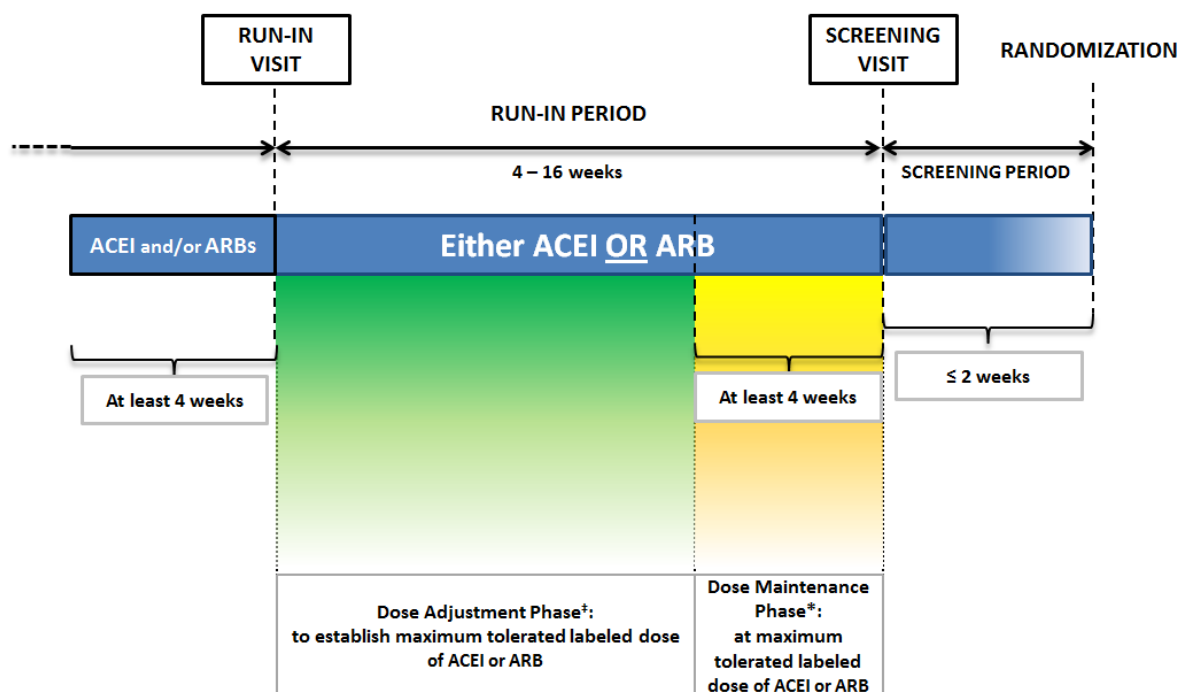 RUN-IN
VISIT
SCREENING
VISIT
RANDOMIZATION
RUN-IN PERIOD
4 – 16 weeks
SCREENING PERIOD
ACEI and/or ARBs
Either ACEI OR ARB
At least 4 weeks
At least 4 weeks
≤ 2 weeks
Dose Adjustment Phase‡:
to establish maximum tolerated labeled dose
of ACEI or ARB
Dose Maintenance
Phase*:
at maximum
tolerated labeled
dose of ACEI or ARB